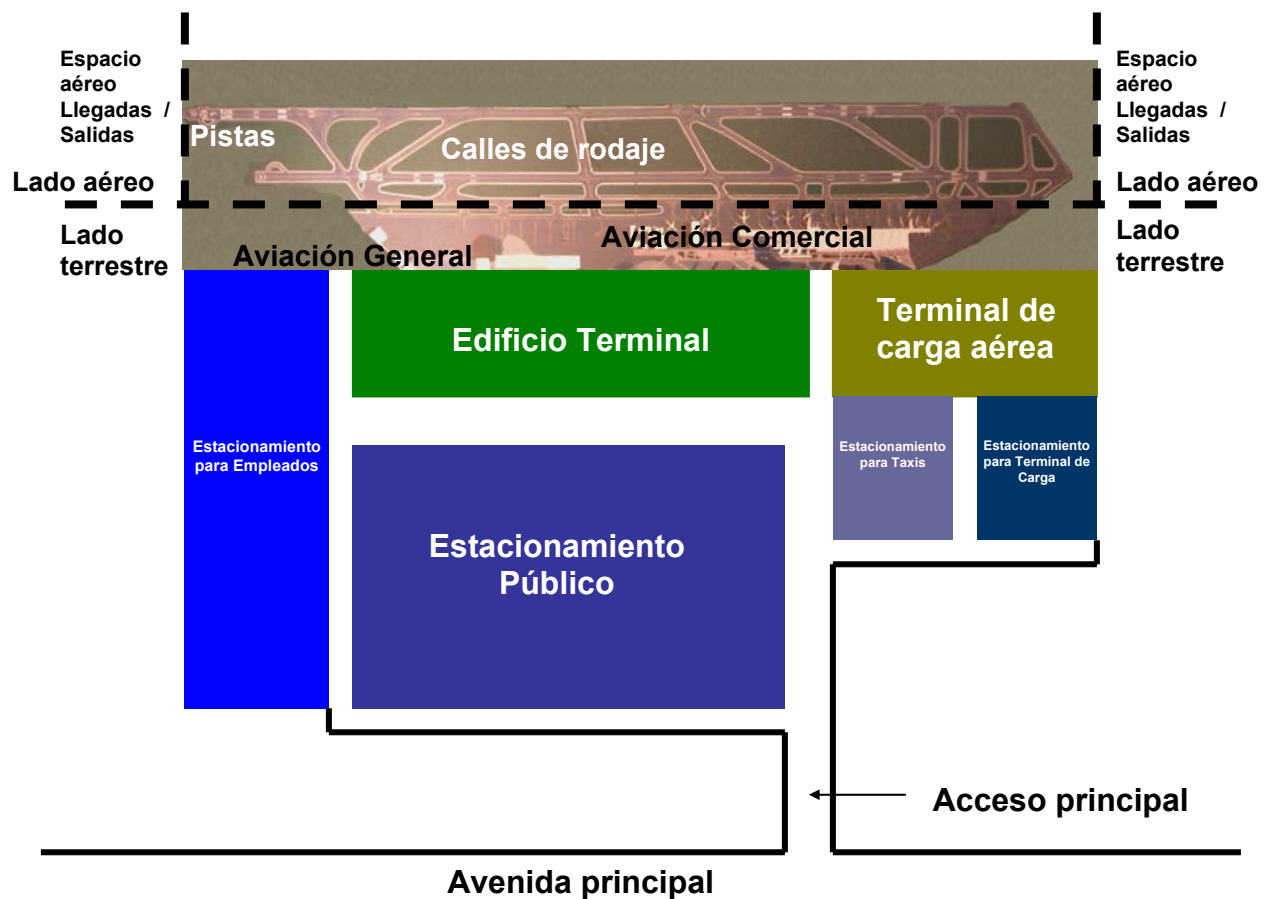 Espacio
aéreo
Llegadas /
Salidas
Espacio
aéreo
Llegadas /
Salidas
Pistas
Calles de rodaje
Lado aéreo
Lado aéreo
Lado
terrestre
Lado
terrestre
Aviación General
Aviación Comercial
Edificio Terminal
Terminal de
carga aérea
Estacionamiento
para Empleados
Estacionamiento
Público
Estacionamiento
para Taxis
Estacionamiento
para Terminal de
Carga
Acceso principal
Avenida principal